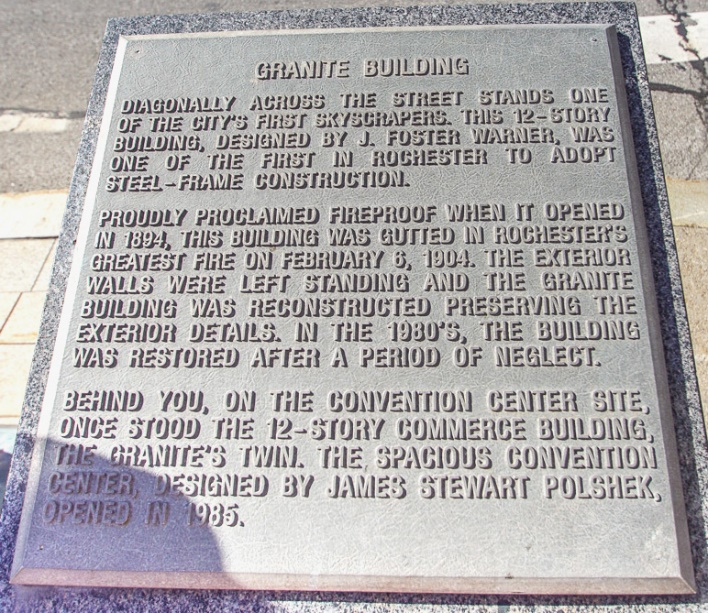 GRANITE BUILDING
DIAGONALLY ACROSS THE STREET STANDS ONE
OF THE CITY'S FIRST SKYSCRAPERS. THIS 12-STORY
BUILDING, DESIGNED BY J. FOSTER WARNER, WAS
ONE OF THE FIRST IN ROCHESTER TO ADOPT
STEEL-FRAME CONSTRUCTION.
PROUDLY PROCLAIMED FIREPROOF WHEN IT OPENED
IN 1894, THIS BUILDING WAS GUTTED IN ROCHESTER'S
GREATEST FIRE ON FEBRUARY 6, 1904. THE EXTERIOR
WALLS WERE LEFT STANDING AND THE GRANITE
BUILDING WAS RECONSTRUCTED PRESERVING THE
EXTERIOR DETAILS. IN THE 1980'S, THE BUILDING
WAS RESTORED AFTER A PERIOD OF NEGLECT.
BEHIND YOU, ON THE CONVENTION CENTER SITE,
ONCE STOOD THE 12-STORY COMMERCE BUILDING,
THE GRANITE'S TWIN. THE SPACIOUS CONVENTION
CENTER, DESIGNED BY JAMES STEWART POLSHEK,
OPENED IN 1985.